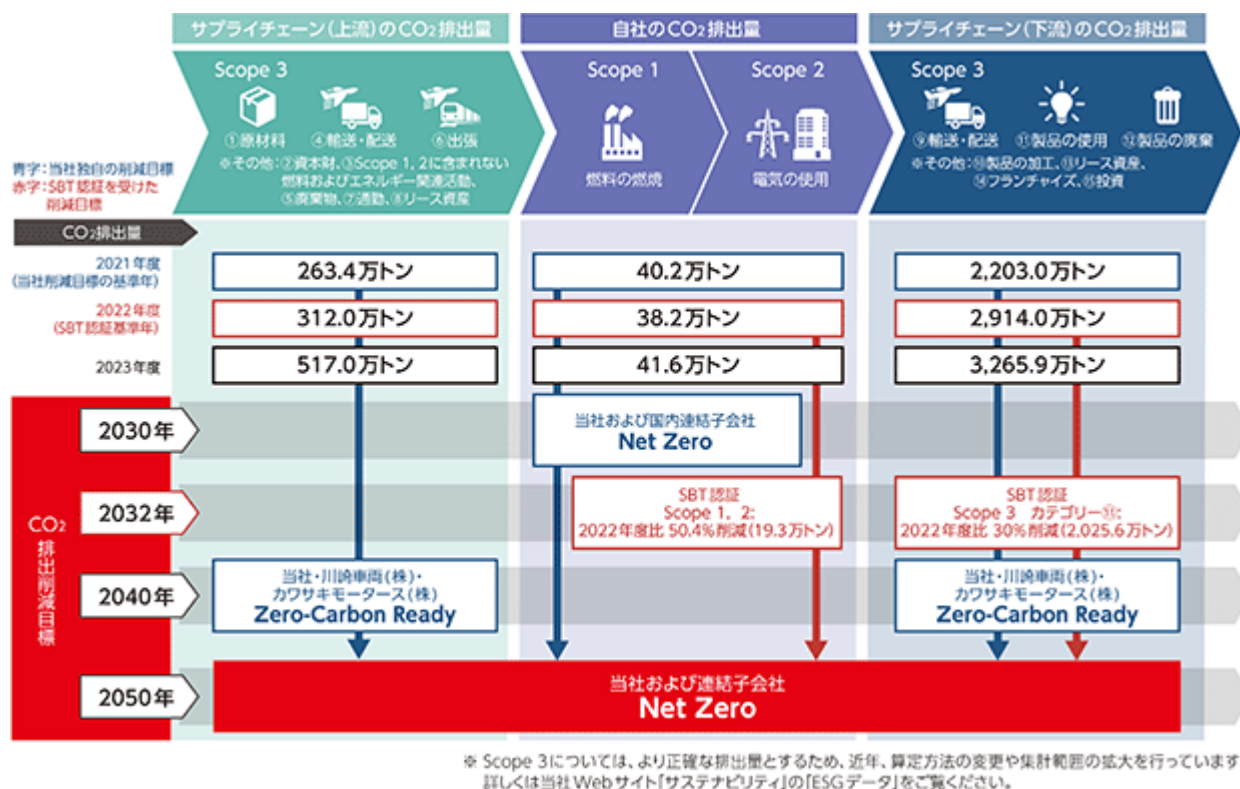 サプライチェーン(上流)のCO₂排出量
自社のCO₂排出量
サプライチェーン(下流)のCO₂排出量
Scope 3
①原材料
④輸送・配送
⑥出張
※その他:②資本財、③Scope 1, 2に含まれない
燃料およびエネルギー関連活動、
⑤廃棄物、⑦通勤、⑧リース資産
Scope 1
燃料の燃焼
Scope 2
電気の使用
Scope 3
⑨輸送・配送
⑪製品の使用
⑫製品の廃棄
※その他:⑩製品の加工、⑬リース資産、
⑭フランチャイズ、⑮投資
青字:当社独自の削減目標
赤字:SBT認証を受けた
削減目標
CO₂排出量
2021年度
(当社削減目標の基準年)
263.4万トン
40.2万トン
2,203.0万トン
2022年度
(SBT認証基準年)
312.0万トン
38.2万トン
2,914.0万トン
2023年度
517.0万トン
41.6万トン
3,265.9万トン
CO₂排出削減目標
2030年
当社および国内連結子会社
Net Zero
2032年
SBT認証
Scope 1, 2:
2022年度比 50.4%削減(19.3万トン)
SBT認証
Scope 3 カテゴリー⑪:
2022年度比 30%削減(2,025.6万トン)
2040年
当社・川崎車両(株)・
カワサキモータース(株)
Zero-Carbon Ready
当社・川崎車両(株)・
カワサキモータース(株)
Zero-Carbon Ready
2050年
当社および連結子会社
Net Zero
※ Scope 3については、より正確な排出量とするため、近年、算定方法の変更や集計範囲の拡大を行っています
詳しくは当社Webサイト「サステナビリティ」の「ESGデータ」をご覧ください。